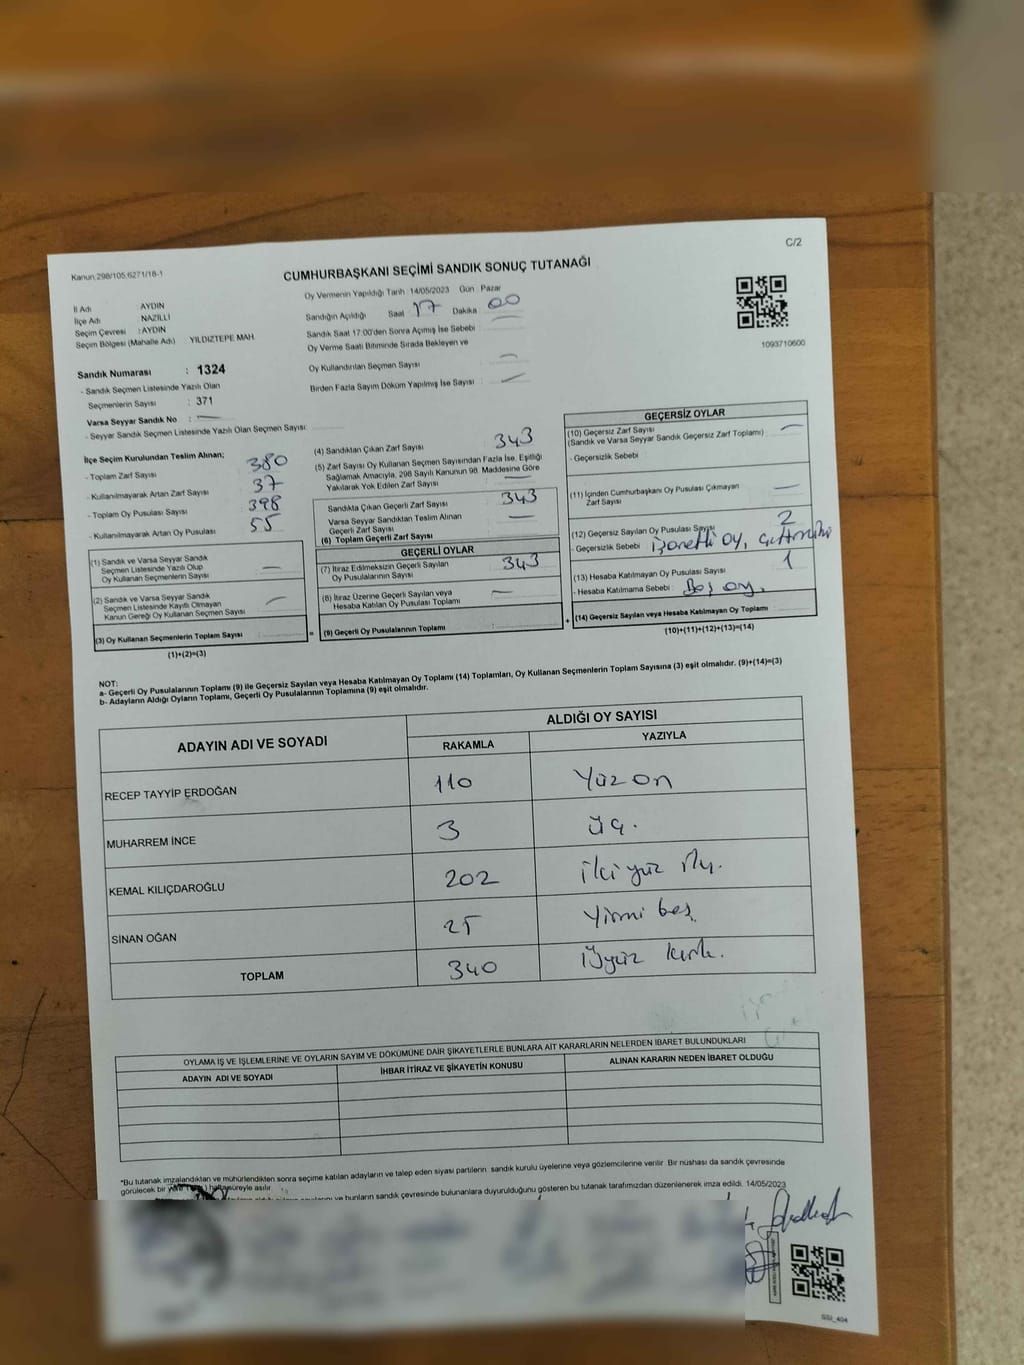 C/2
Kanun:298/105,6271/18-1
CUMHURBAŞKANI SEÇİMİ SANDIK SONUÇ TUTANAĞI
İl Adı : AYDIN
İlçe Adı : NAZİLLİ
Seçim Çevresi : AYDIN
Seçim Bölgesi (Mahalle Adı) YILDIZTEPE MAH
Oy Vermenin Yapıldığı Tarih :14/05/2023 Gün : Pazar
Sandığın Açıldığı Saat 17 Dakika 00
Sandık Saat 17:00'den Sonra Açımış İse Sebebi :
Oy Verme Saati Bitiminde Sırada Bekleyen ve
Oy Kullandırılan Seçmen Sayısı : —
Birden Fazla Sayım Döküm Yapılmış İse Sayısı : —
1093710600
Sandık Numarası : 1324
- Sandık Seçmen Listesinde Yazılı Olan
Seçmenlerin Sayısı : 371
Varsa Seyyar Sandık No : —
- Seyyar Sandık Seçmen Listesinde Yazılı Olan Seçmen Sayısı:
İlçe Seçim Kurulundan Teslim Alınan;
- Toplam Zarf Sayısı : 380
- Kullanılmayarak Artan Zarf Sayısı : 37
- Toplam Oy Pusulası Sayısı : 398
- Kullanılmayarak Artan Oy Pusulası : 55
(1) Sandık ve Varsa Seyyar Sandık
Seçmen Listesinde Yazılı Olup
Oy Kullanan Seçmenlerin Sayısı : —
(2) Sandık ve Varsa Seyyar Sandık
Seçmen Listesinde Kayıtlı Olmayan
Kanun Gereği Oy Kullanan Seçmen Sayısı : —
(3) Oy Kullanan Seçmenlerin Toplam Sayısı :
(1)+(2)=(3)
(4) Sandıktan Çıkan Zarf Sayısı : 343
(5) Zarf Sayısı Oy Kullanan Seçmen Sayısından Fazla İse, Eşitliği
Sağlamak Amacıyla, 298 Sayılı Kanunun 98. Maddesine Göre
Yakılarak Yok Edilen Zarf Sayısı : —
Sandıkta Çıkan Geçerli Zarf Sayısı : 343
Varsa Seyyar Sandıktan Teslim Alınan
Geçerli Zarf Sayısı : —
(6) Toplam Geçerli Zarf Sayısı :
GEÇERLİ OYLAR
(7) İtiraz Edilmeksizin Geçerli Sayılan
Oy Pusulalarının Sayısı : 343
(8) İtiraz Üzerine Geçerli Sayılan veya
Hesaba Katılan Oy Pusulası Toplamı : —
= (9) Geçerli Oy Pusulalarının Toplamı : +
GEÇERSİZ OYLAR
(10) Geçersiz Zarf Sayısı
(Sandık ve Varsa Seyyar Sandık Geçersiz Zarf Toplamı) : —
- Geçersizlik Sebebi :
(11) İçinden Cumhurbaşkanı Oy Pusulası Çıkmayan
Zarf Sayısı : —
(12) Geçersiz Sayılan Oy Pusulası Sayısı : 2
- Geçersizlik Sebebi : işaretli oy,
(13) Hesaba Katılmayan Oy Pusulası Sayısı : 1
- Hesaba Katılmama Sebebi : Boş oy.
(14) Geçersiz Sayılan veya Hesaba Katılmayan Oy Toplamı :
(10)+(11)+(12)+(13)=(14)
NOT:
a- Geçerli Oy Pusulalarının Toplamı (9) ile Geçersiz Sayılan veya Hesaba Katılmayan Oy Toplamı (14) Toplamları, Oy Kullanan Seçmenlerin Toplam Sayısına (3) eşit olmalıdır. (9)+(14)=(3)
b- Adayların Aldığı Oyların Toplamı, Geçerli Oy Pusulalarının Toplamına (9) eşit olmalıdır.
ADAYIN ADI VE SOYADI
ALDIĞI OY SAYISI
RAKAMLA YAZIYLA
RECEP TAYYİP ERDOĞAN 110 Yüz on
MUHARREM İNCE 3 üç.
KEMAL KILIÇDAROĞLU 202 iki yüz
SİNAN OĞAN 25 Yirmi beş
TOPLAM 340 Üçyüz kırk.
OYLAMA İŞ VE İŞLEMLERİNE VE OYLARIN SAYIM VE DÖKÜMÜNE DAİR ŞİKAYETLERLE BUNLARA AİT KARARLARIN NELERDEN İBARET BULUNDUKLARI
ADAYIN ADI VE SOYADI İHBAR İTİRAZ VE ŞİKAYETİN KONUSU ALINAN KARARIN NEDEN İBARET OLDUĞU
*Bu tutanak imzalandıktan ve mühürlendikten sonra seçime katılan adayların ve talep eden siyasi partilerin sandık kurulu üyelerine veya gözlemcilerine verilir. Bir nüshası da sandık çevresinde
görülecek bir süreyle asılır.
ve bunların sandık çevresinde bulunanlara duyurulduğunu gösteren bu tutanak tarafımızdan düzenlenerek imza edildi. 14/05/2023
SSI_404